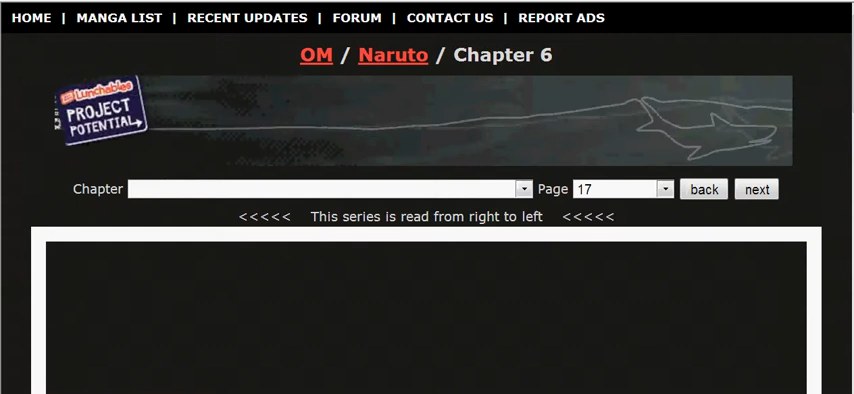 HOME | MANGA LIST | RECENT UPDATES | FORUM | CONTACT US | REPORT ADS
OM / Naruto / Chapter 6
Lunchables
PROJECT
POTENTIAL
Chapter Page 17 back next
<<<<< This series is read from right to left <<<<<